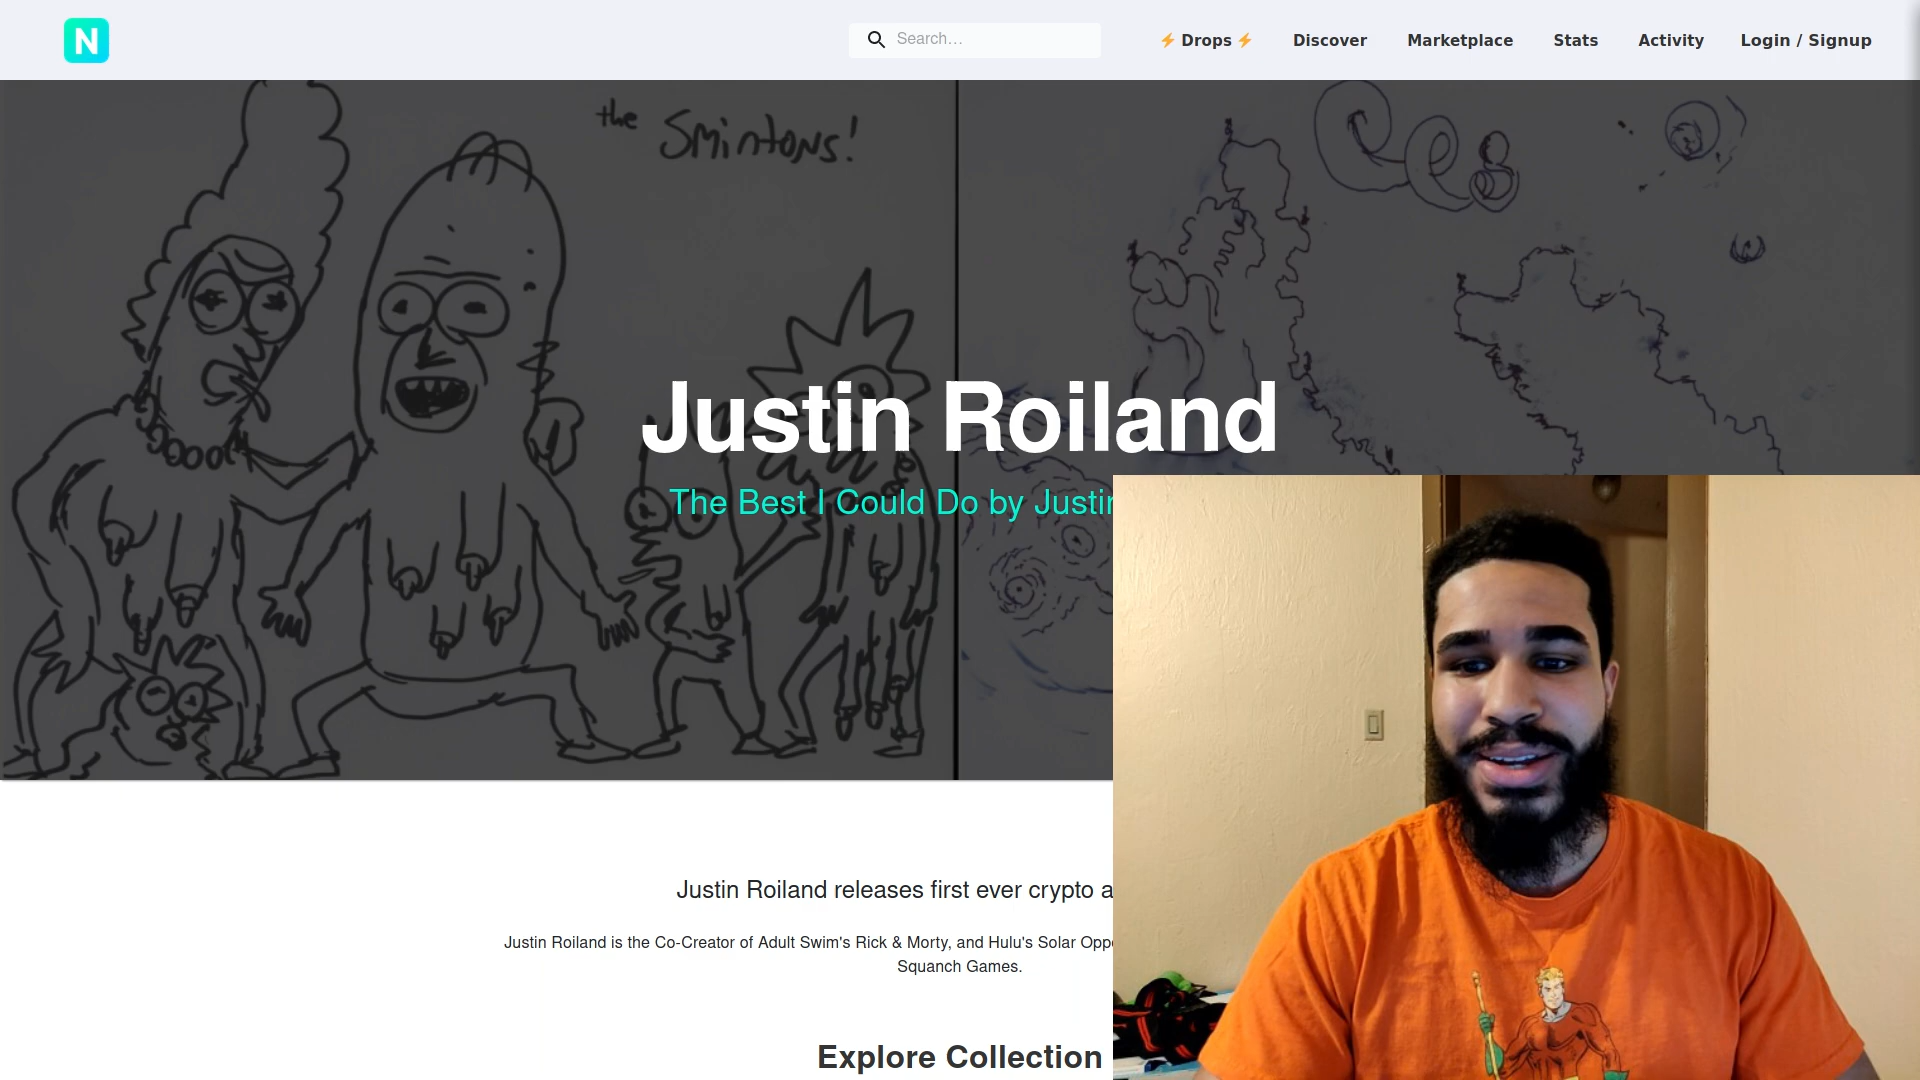 N
Search...
⚡ Drops ⚡
Discover
Marketplace
Stats
Activity
Login / Signup
the Smintons!
Justin Roiland
The Best I Could Do by Justin
Justin Roiland releases first ever crypto
Justin Roiland is the Co-Creator of Adult Swim's Rick & Morty, and Hulu's Solar
Squanch Games.
Explore Collection